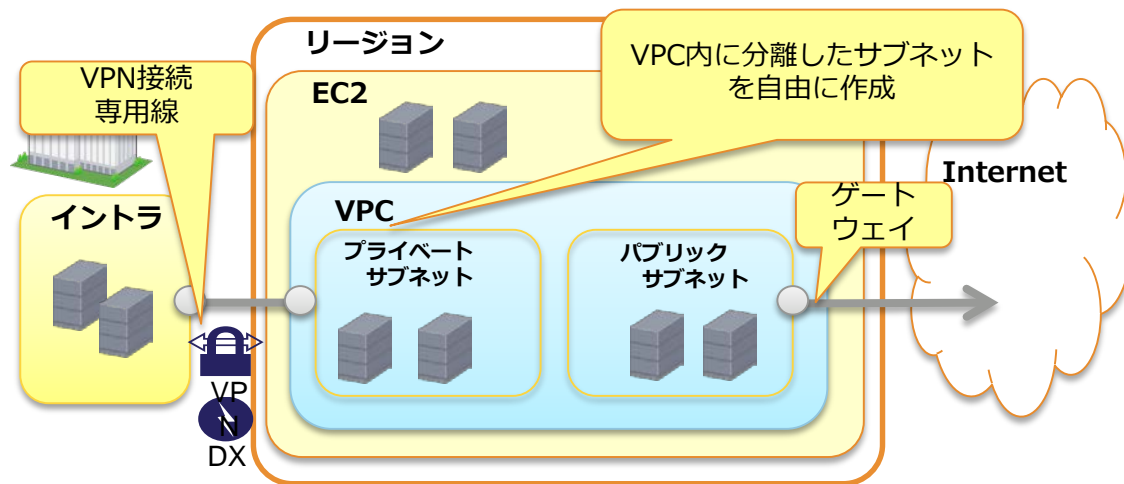 リージョン
VPN接続
専用線
VPC内に分離したサブネット
を自由に作成
EC2
Internet
イントラ
VPC
ゲート
ウェイ
プライベート
サブネット
パブリック
サブネット
VP
N
DX